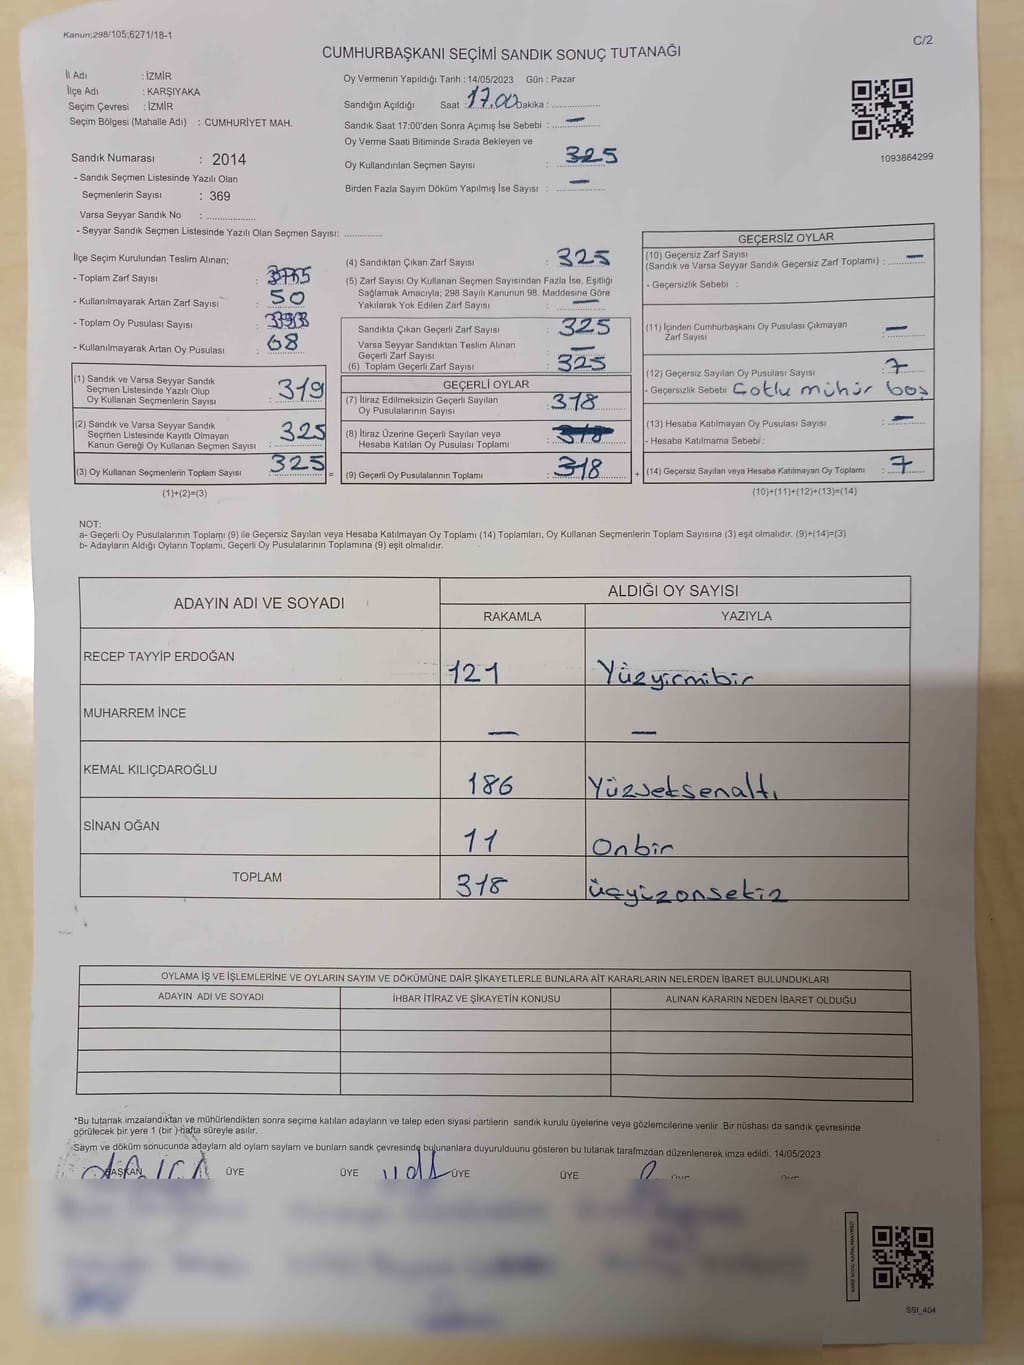 Kanun;298/105;6271/18-1
C/2
CUMHURBAŞKANI SEÇİMİ SANDIK SONUÇ TUTANAĞI
İl Adı : İZMİR
İlçe Adı : KARŞIYAKA
Seçim Çevresi : İZMİR
Seçim Bölgesi (Mahalle Adı) : CUMHURİYET MAH.
Sandık Numarası : 2014
- Sandık Seçmen Listesinde Yazılı Olan
Seçmenlerin Sayısı : 369
Varsa Seyyar Sandık No :
- Seyyar Sandık Seçmen Listesinde Yazılı Olan Seçmen Sayısı:
Oy Vermenin Yapıldığı Tarih : 14/05/2023 Gün : Pazar
Sandığın Açıldığı Saat : 17.00 Dakika :
Sandık Saat 17:00'den Sonra Açımış İse Sebebi : —
Oy Verme Saati Bitiminde Sırada Bekleyen ve
Oy Kullandırılan Seçmen Sayısı : 325
Birden Fazla Sayım Döküm Yapılmış İse Sayısı : —
1093864299
İlçe Seçim Kurulundan Teslim Alınan;
- Toplam Zarf Sayısı :
- Kullanılmayarak Artan Zarf Sayısı : 50
- Toplam Oy Pusulası Sayısı :
- Kullanılmayarak Artan Oy Pusulası : 68
(1) Sandık ve Varsa Seyyar Sandık
Seçmen Listesinde Yazılı Olup
Oy Kullanan Seçmenlerin Sayısı : 319
(2) Sandık ve Varsa Seyyar Sandık
Seçmen Listesinde Kayıtlı Olmayan
Kanun Gereği Oy Kullanan Seçmen Sayısı : 325
(3) Oy Kullanan Seçmenlerin Toplam Sayısı : 325
(1)+(2)=(3)
(4) Sandıktan Çıkan Zarf Sayısı : 325
(5) Zarf Sayısı Oy Kullanan Seçmen Sayısından Fazla İse, Eşitliği
Sağlamak Amacıyla; 298 Sayılı Kanunun 98. Maddesine Göre
Yakılarak Yok Edilen Zarf Sayısı : —
Sandıkta Çıkan Geçerli Zarf Sayısı : 325
Varsa Seyyar Sandıktan Teslim Alınan
Geçerli Zarf Sayısı : —
(6) Toplam Geçerli Zarf Sayısı : 325
GEÇERLİ OYLAR
(7) İtiraz Edilmeksizin Geçerli Sayılan
Oy Pusulalarının Sayısı : 318
(8) İtiraz Üzerine Geçerli Sayılan veya
Hesaba Katılan Oy Pusulası Toplamı : 318
(9) Geçerli Oy Pusulalarının Toplamı : 318
GEÇERSİZ OYLAR
(10) Geçersiz Zarf Sayısı
(Sandık ve Varsa Seyyar Sandık Geçersiz Zarf Toplamı) : —
- Geçersizlik Sebebi :
(11) İçinden Cumhurbaşkanı Oy Pusulası Çıkmayan
Zarf Sayısı : —
(12) Geçersiz Sayılan Oy Pusulası Sayısı : 7
- Geçersizlik Sebebi : Çotlu mühür boş
(13) Hesaba Katılmayan Oy Pusulası Sayısı : —
- Hesaba Katılmama Sebebi :
(14) Geçersiz Sayılan veya Hesaba Katılmayan Oy Toplamı : 7
(10)+(11)+(12)+(13)=(14)
NOT:
a- Geçerli Oy Pusulalarının Toplamı (9) ile Geçersiz Sayılan veya Hesaba Katılmayan Oy Toplamı (14) Toplamları, Oy Kullanan Seçmenlerin Toplam Sayısına (3) eşit olmalıdır. (9)+(14)=(3)
b- Adayların Aldığı Oyların Toplamı, Geçerli Oy Pusulalarının Toplamına (9) eşit olmalıdır.
ADAYIN ADI VE SOYADI
ALDIĞI OY SAYISI
RAKAMLA YAZIYLA
RECEP TAYYİP ERDOĞAN 121 Yüzyirmibir
MUHARREM İNCE — —
KEMAL KILIÇDAROĞLU 186 Yüzseksenaltı
SİNAN OĞAN 11 Onbir
TOPLAM 318 üçyüzonsekiz
OYLAMA İŞ VE İŞLEMLERİNE VE OYLARIN SAYIM VE DÖKÜMÜNE DAİR ŞİKAYETLERLE BUNLARA AİT KARARLARIN NELERDEN İBARET BULUNDUKLARI
ADAYIN ADI VE SOYADI İHBAR İTİRAZ VE ŞİKAYETİN KONUSU ALINAN KARARIN NEDEN İBARET OLDUĞU
*Bu tutanak imzalandıktan ve mühürlendikten sonra seçime katılan adayların ve talep eden siyasi partilerin sandık kurulu üyelerine veya gözlemcilerine verilir .Bir nüshası da sandık çevresinde
görülecek bir yere 1 (bir ) hafta süreyle asılır.
Saym ve döküm sonucunda adaylarn ald oylarn saylarn ve bunlarn sandk çevresinde bulunanlara duyurulduunu gösteren bu tutanak tarafmzdan düzenlenerek imza edildi, 14/05/2023
BAŞKAN ÜYE ÜYE ÜYE ÜYE ÜYE ÜYE
SSI_404